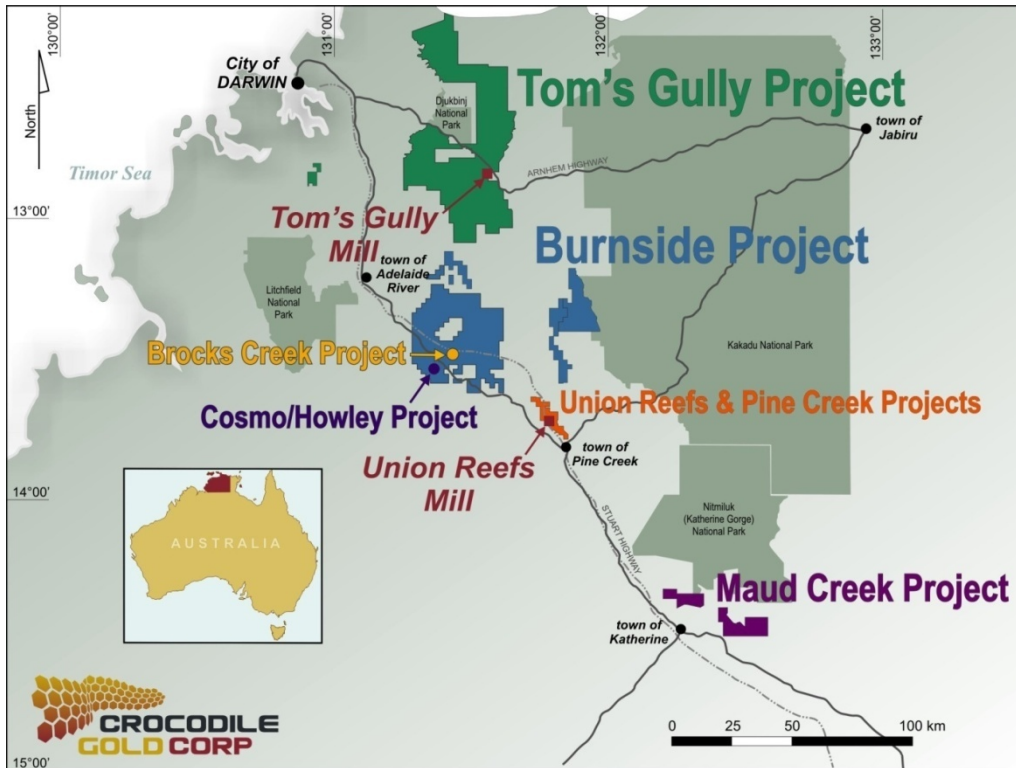 130°00'
131°00'
132°00'
133°00'
North
City of
DARWIN
Djukbinj
National
Park
Tom's Gully Project
town of
Jabiru
ARNHEM HIGHWAY
Timor Sea
13°00'
Tom's Gully
Mill
town of
Adelaide
River
Burnside Project
Litchfield
National
Park
Kakadu National Park
Brocks Creek Project
Cosmo/Howley Project
Union Reefs & Pine Creek Projects
town of
Pine Creek
Union Reefs
Mill
14°00'
AUSTRALIA
STUART HIGHWAY
Nitmiluk
(Katherine Gorge)
National Park
Maud Creek Project
town of
Katherine
CROCODILE
GOLD CORP
0 25 50 100 km
15°00'